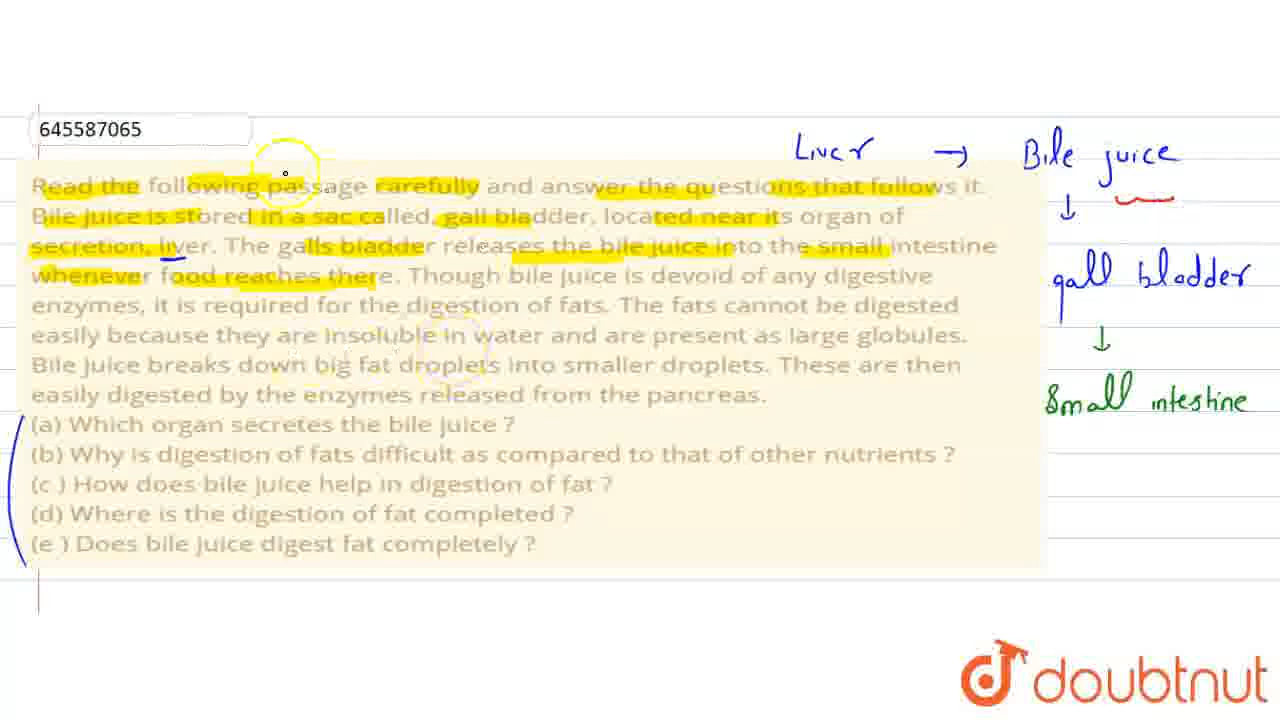 645587065
Liver → Bile juice
↓
gall bladder
↓
Small intestine
Read the following passage carefully and answer the questions that follows it.
Bile juice is stored in a sac called, gall bladder, located near its organ of
secretion, liver. The galls bladder releases the bile juice into the small intestine
whenever food reaches there. Though bile juice is devoid of any digestive
enzymes, it is required for the digestion of fats. The fats cannot be digested
easily because they are insoluble in water and are present as large globules.
Bile juice breaks down big fat droplets into smaller droplets. These are then
easily digested by the enzymes released from the pancreas.
(a) Which organ secretes the bile juice ?
(b) Why is digestion of fats difficult as compared to that of other nutrients ?
(c ) How does bile juice help in digestion of fat ?
(d) Where is the digestion of fat completed ?
(e ) Does bile juice digest fat completely ?
doubtnut